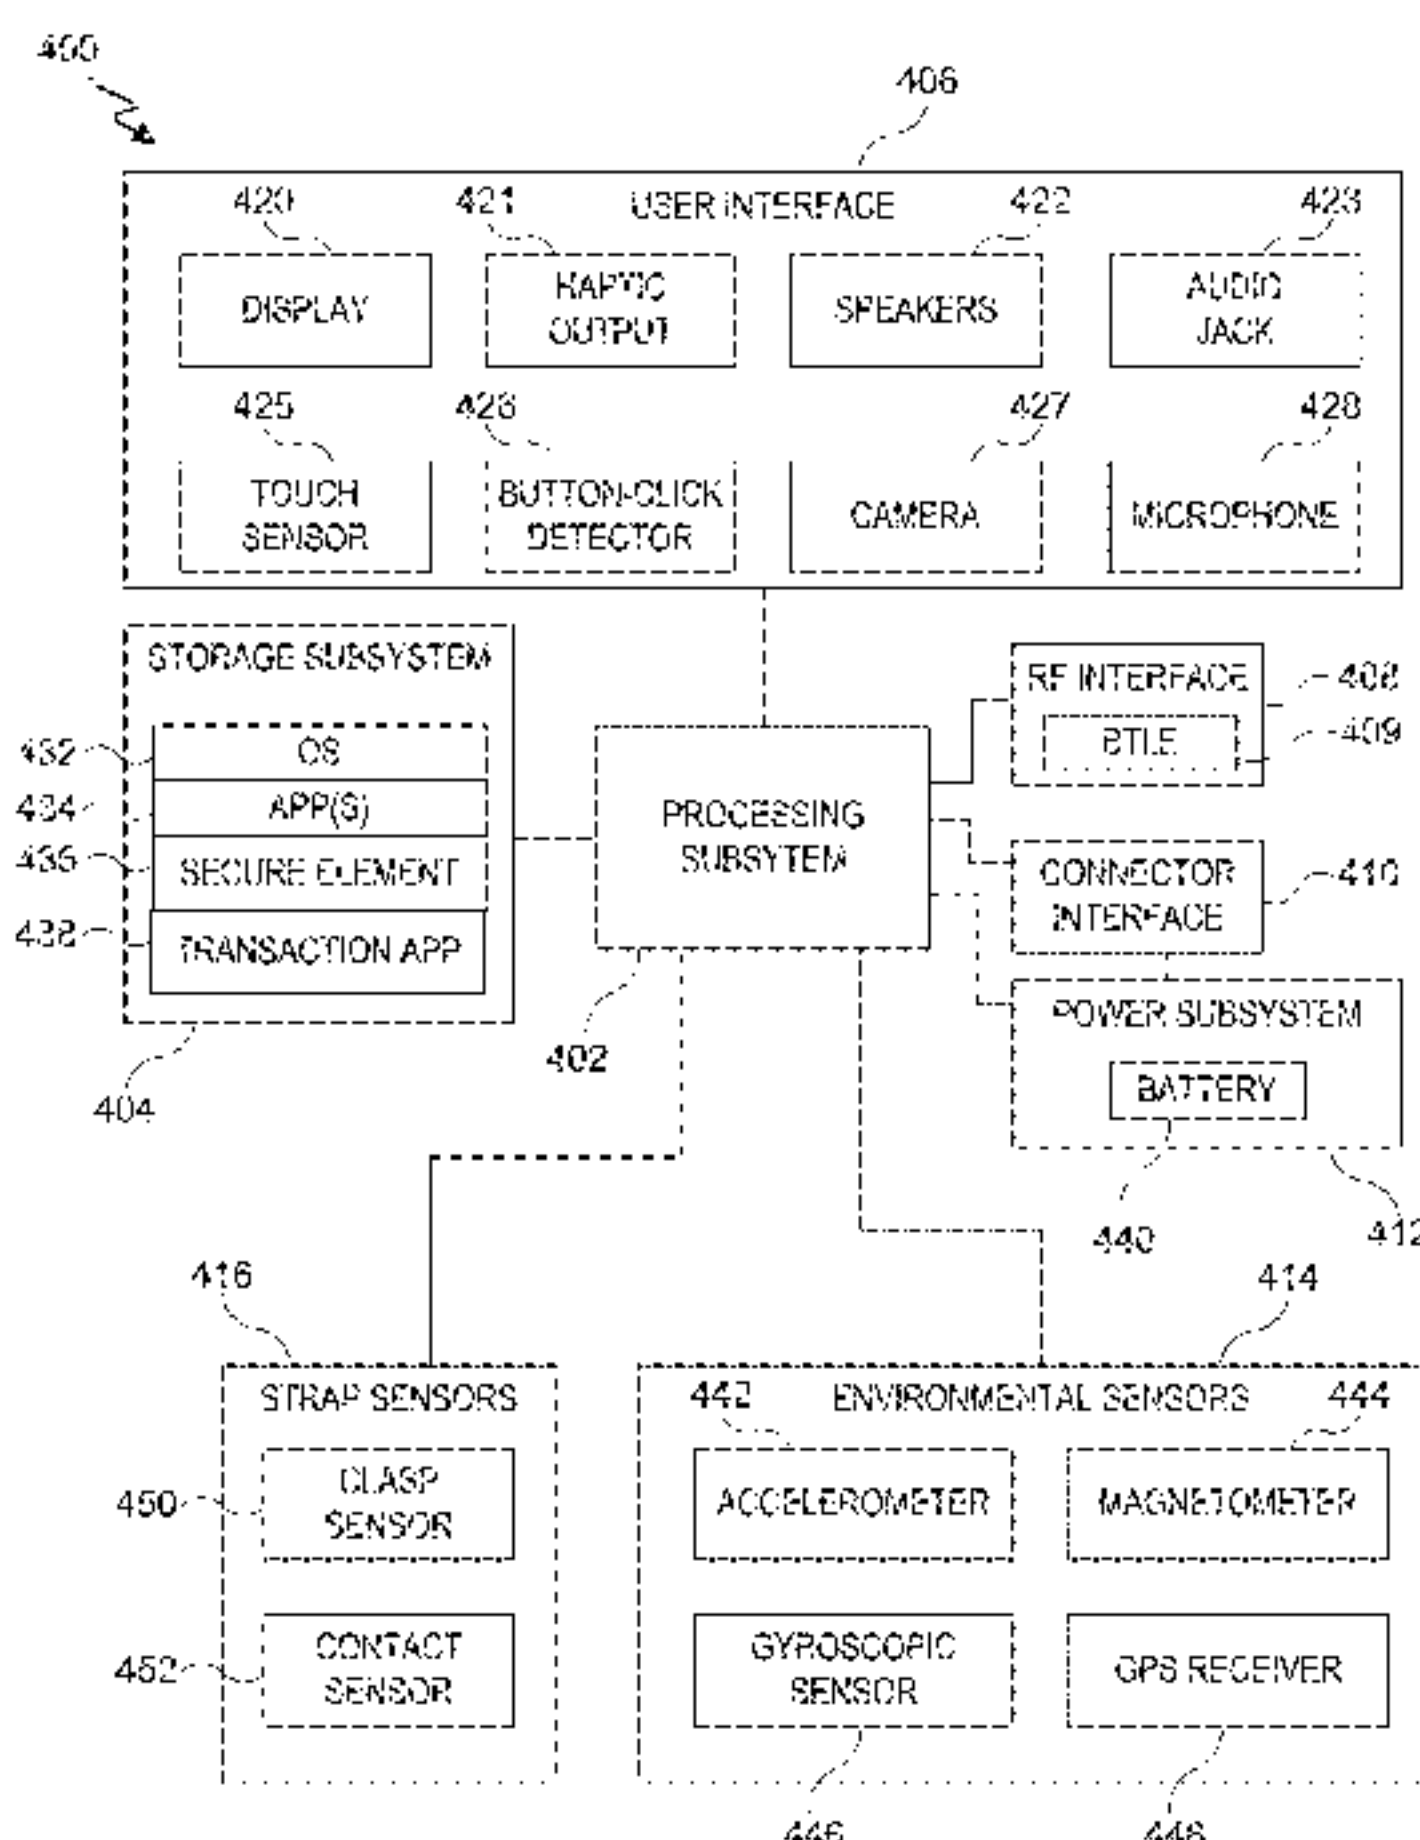 400
406
420 421 USER INTERFACE 422 423
DISPLAY
HAPTIC
OUTPUT
SPEAKERS
AUDIO
JACK
425 426 427 428
TOUCH
SENSOR
BUTTON-CLICK
DETECTOR
CAMERA
MICROPHONE
STORAGE SUBSYSTEM
432 OS
434 APP(S)
436 SECURE ELEMENT
438 TRANSACTION APP
404
PROCESSING
SUBSYTEM
402
RF INTERFACE 408
BTLE 409
CONNECTOR
INTERFACE
410
POWER SUBSYSTEM
BATTERY
440
412
416
STRAP SENSORS
450 CLASP
SENSOR
452 CONTACT
SENSOR
414
442 ENVIRONMENTAL SENSORS 444
ACCELEROMETER
MAGNETOMETER
GYROSCOPIC
SENSOR
GPS RECEIVER
446